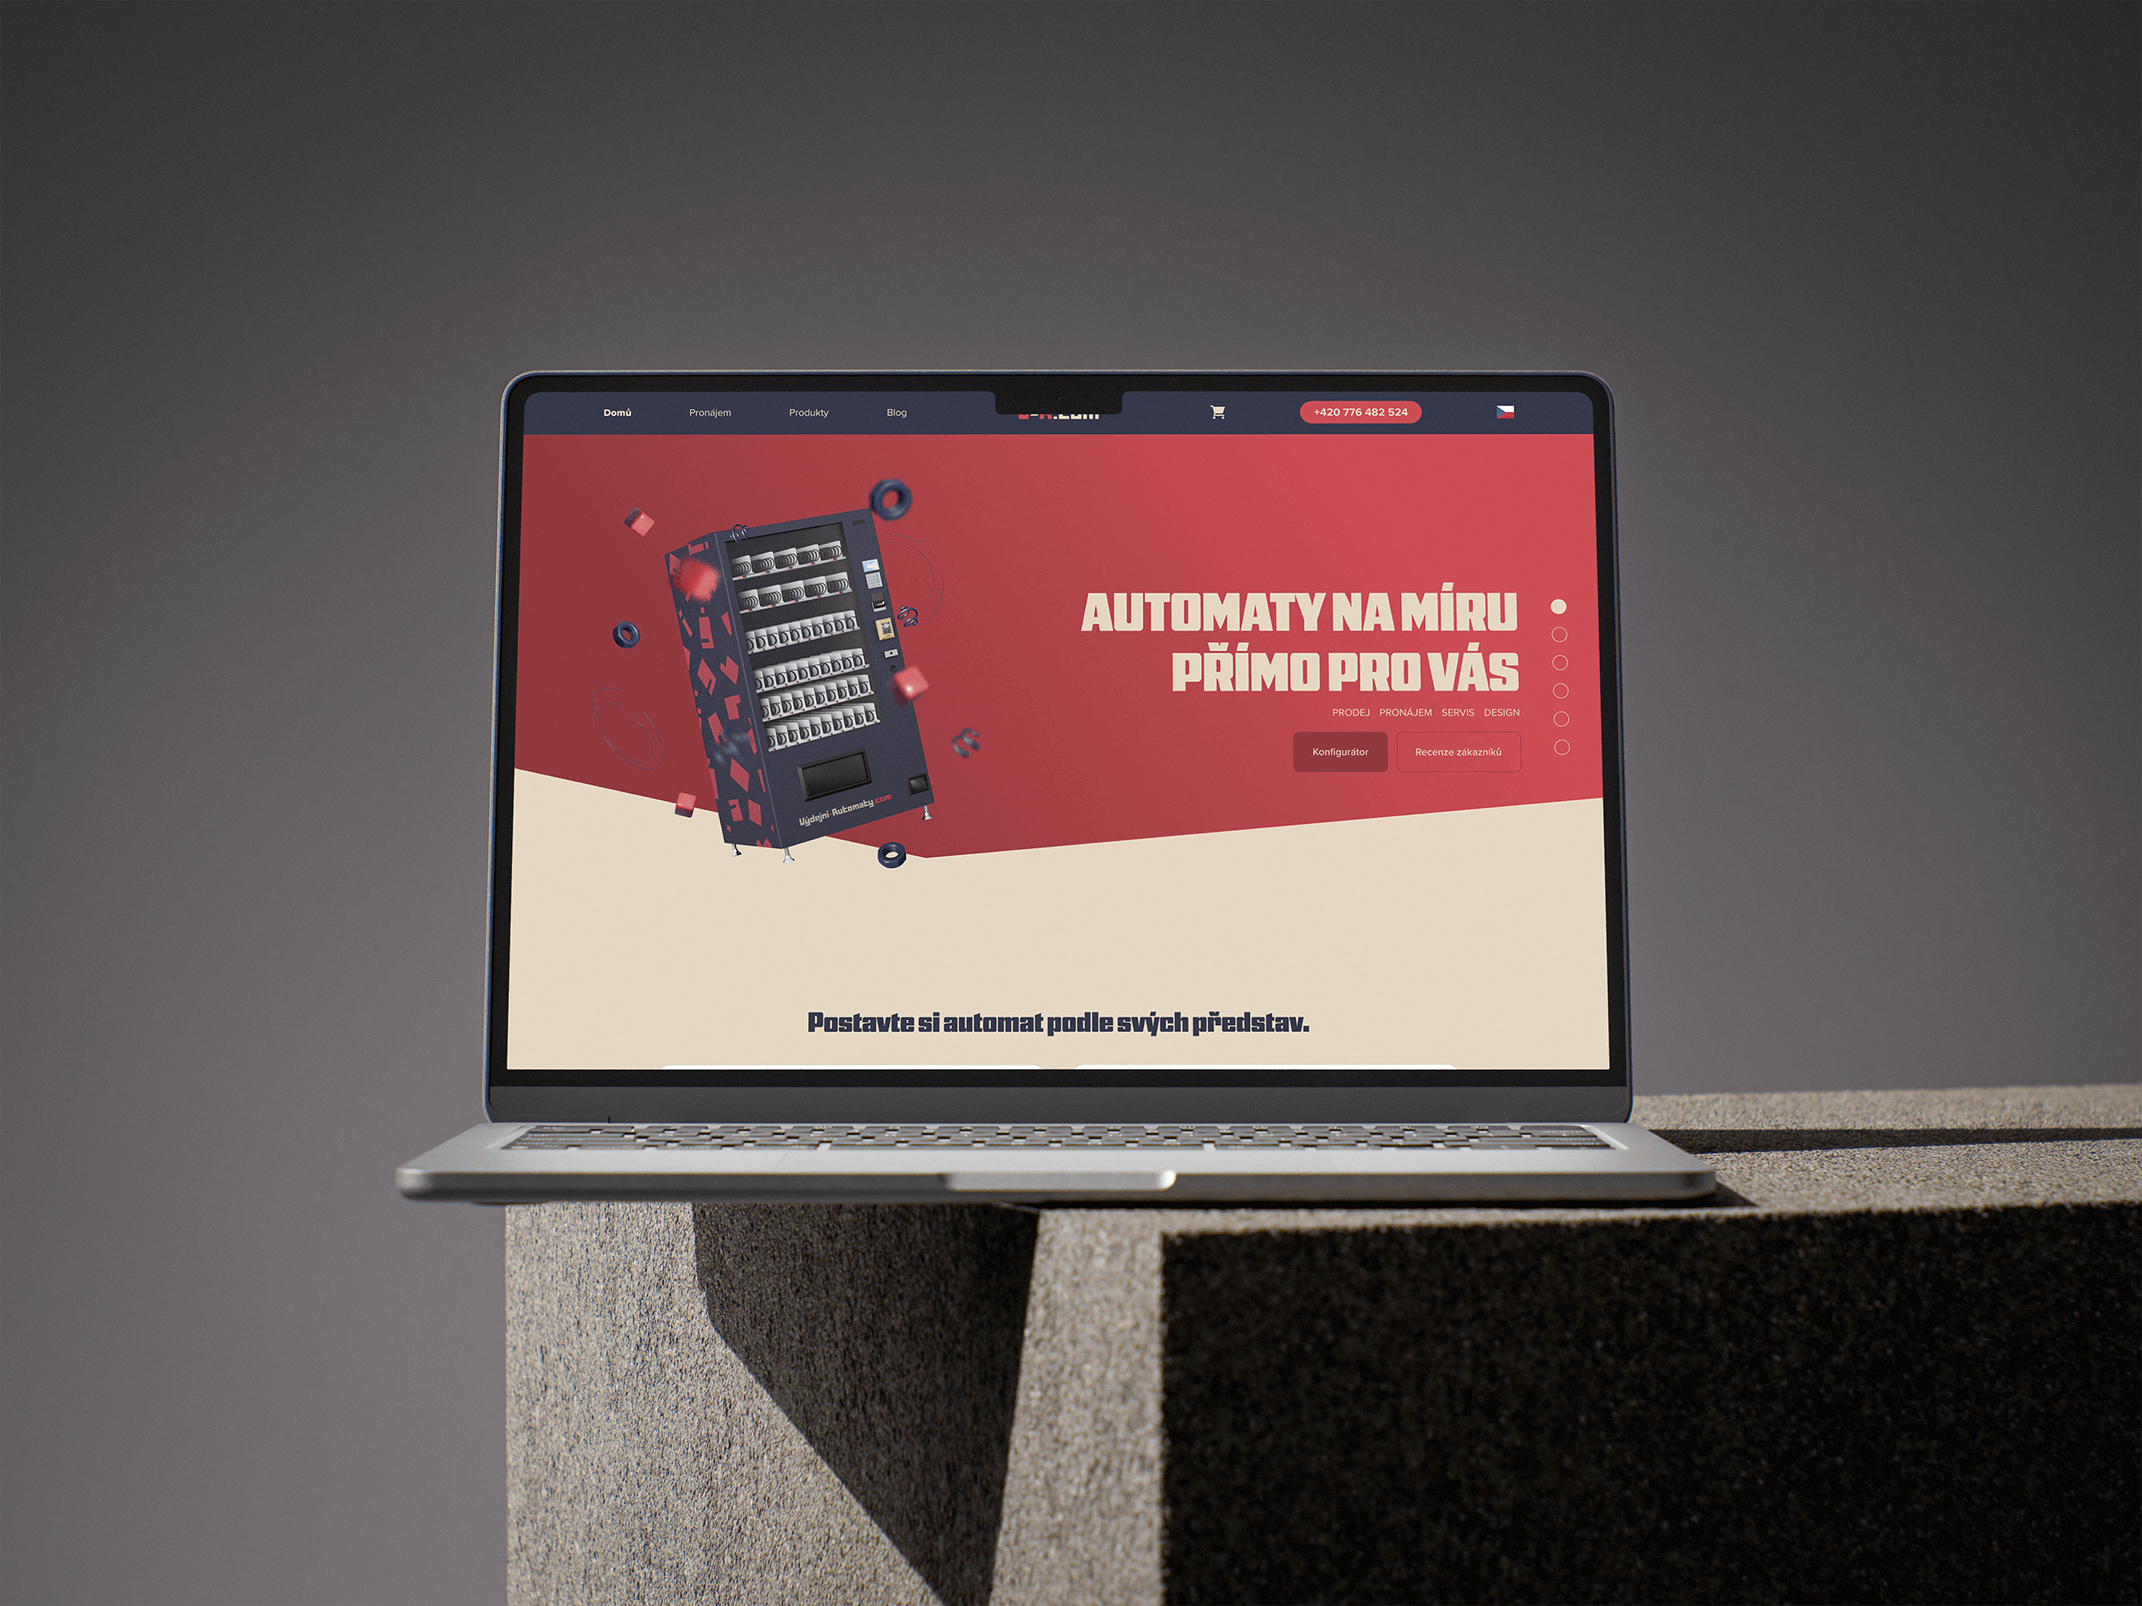 Domů
Pronájem
Produkty
Blog
+420 776 482 524
AUTOMATY NA MÍRU
PŘÍMO PRO VÁS
PRODEJ PRONÁJEM SERVIS DESIGN
Konfigurátor
Recenze zákazníků
Výdejní-Automaty.com
Postavte si automat podle svých představ.